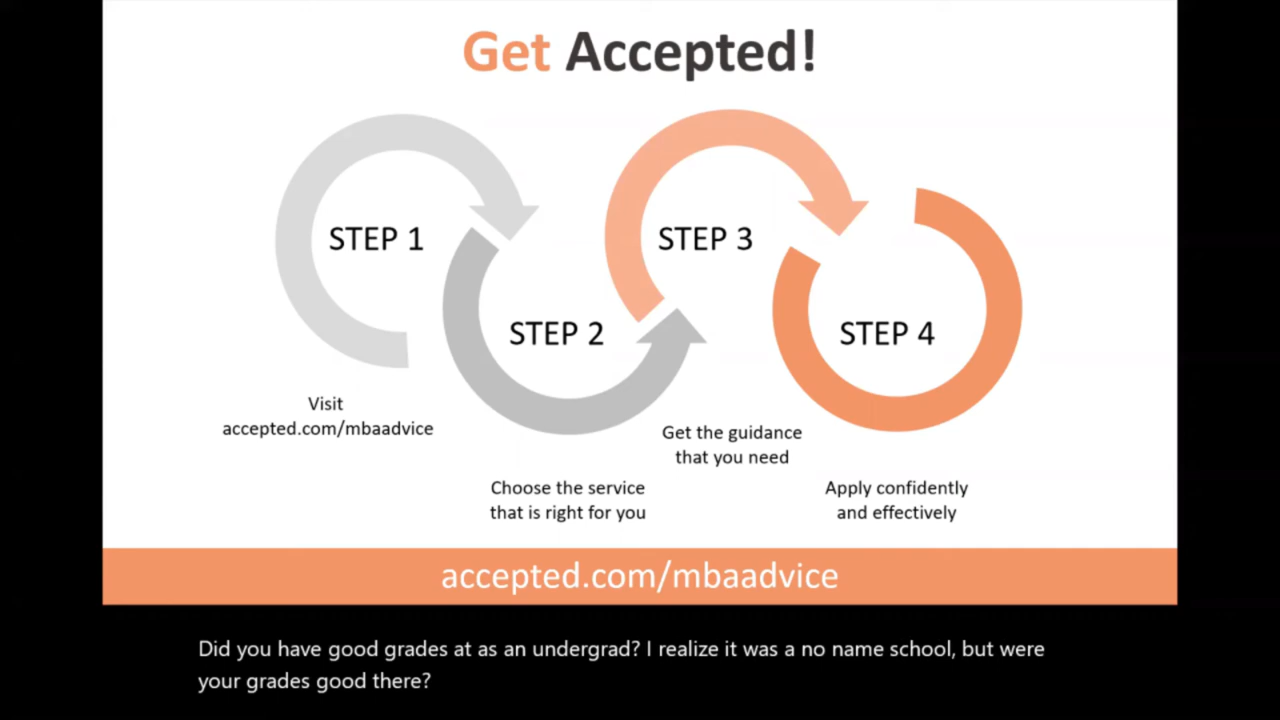 Get Accepted!
STEP 1
STEP 3
STEP 2
STEP 4
Visit
accepted.com/mbaadvice
Choose the service
that is right for you
Get the guidance
that you need
Apply confidently
and effectively
accepted.com/mbaadvice
Did you have good grades at as an undergrad? I realize it was a no name school, but were
your grades good there?